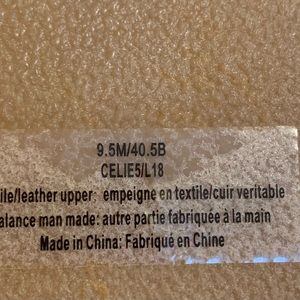 9.5M/40.5B
CELIE5/L18
ile/leather upper: empeigne en textile/cuir veritable
alance man made: autre partie fabriquée à la main
Made in China: Fabriqué en Chine